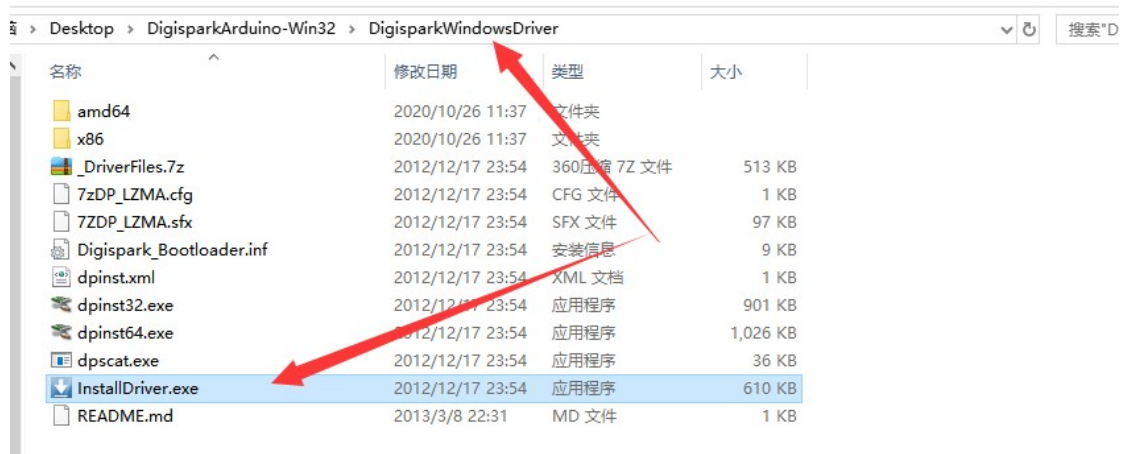 Desktop > DigisparkArduino-Win32 > DigisparkWindowsDriver 搜索"D
名称 修改日期 类型 大小
amd64 2020/10/26 11:37 文件夹
x86 2020/10/26 11:37 文件夹
_DriverFiles.7z 2012/12/17 23:54 360压缩 7Z 文件 513 KB
7zDP_LZMA.cfg 2012/12/17 23:54 CFG 文件 1 KB
7ZDP_LZMA.sfx 2012/12/17 23:54 SFX 文件 97 KB
Digispark_Bootloader.inf 2012/12/17 23:54 安装信息 9 KB
dpinst.xml 2012/12/17 23:54 XML 文档 1 KB
dpinst32.exe 2012/12/17 23:54 应用程序 901 KB
dpinst64.exe 2012/12/17 23:54 应用程序 1,026 KB
dpscat.exe 2012/12/17 23:54 应用程序 36 KB
InstallDriver.exe 2012/12/17 23:54 应用程序 610 KB
README.md 2013/3/8 22:31 MD 文件 1 KB